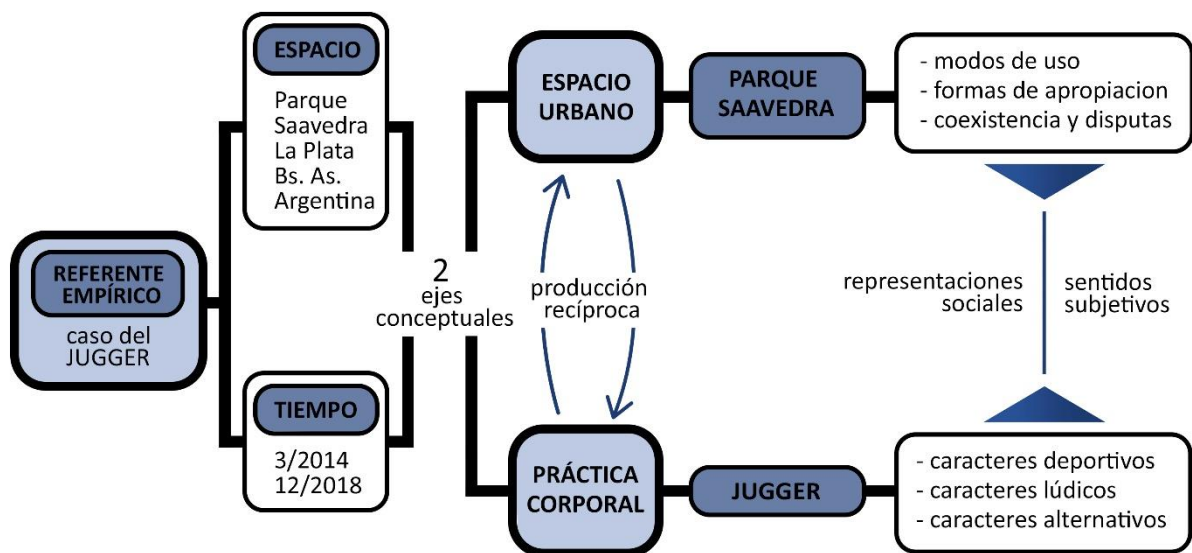 REFERENTE
EMPÍRICO
caso del
JUGGER
ESPACIO
Parque
Saavedra
La Plata
Bs. As.
Argentina
TIEMPO
3/2014
12/2018
2
ejes
conceptuales
ESPACIO
URBANO
producción
recíproca
PRÁCTICA
CORPORAL
PARQUE
SAAVEDRA
JUGGER
- modos de uso
- formas de apropiacion
- coexistencia y disputas
representaciones
sociales
sentidos
subjetivos
- caracteres deportivos
- caracteres lúdicos
- caracteres alternativos